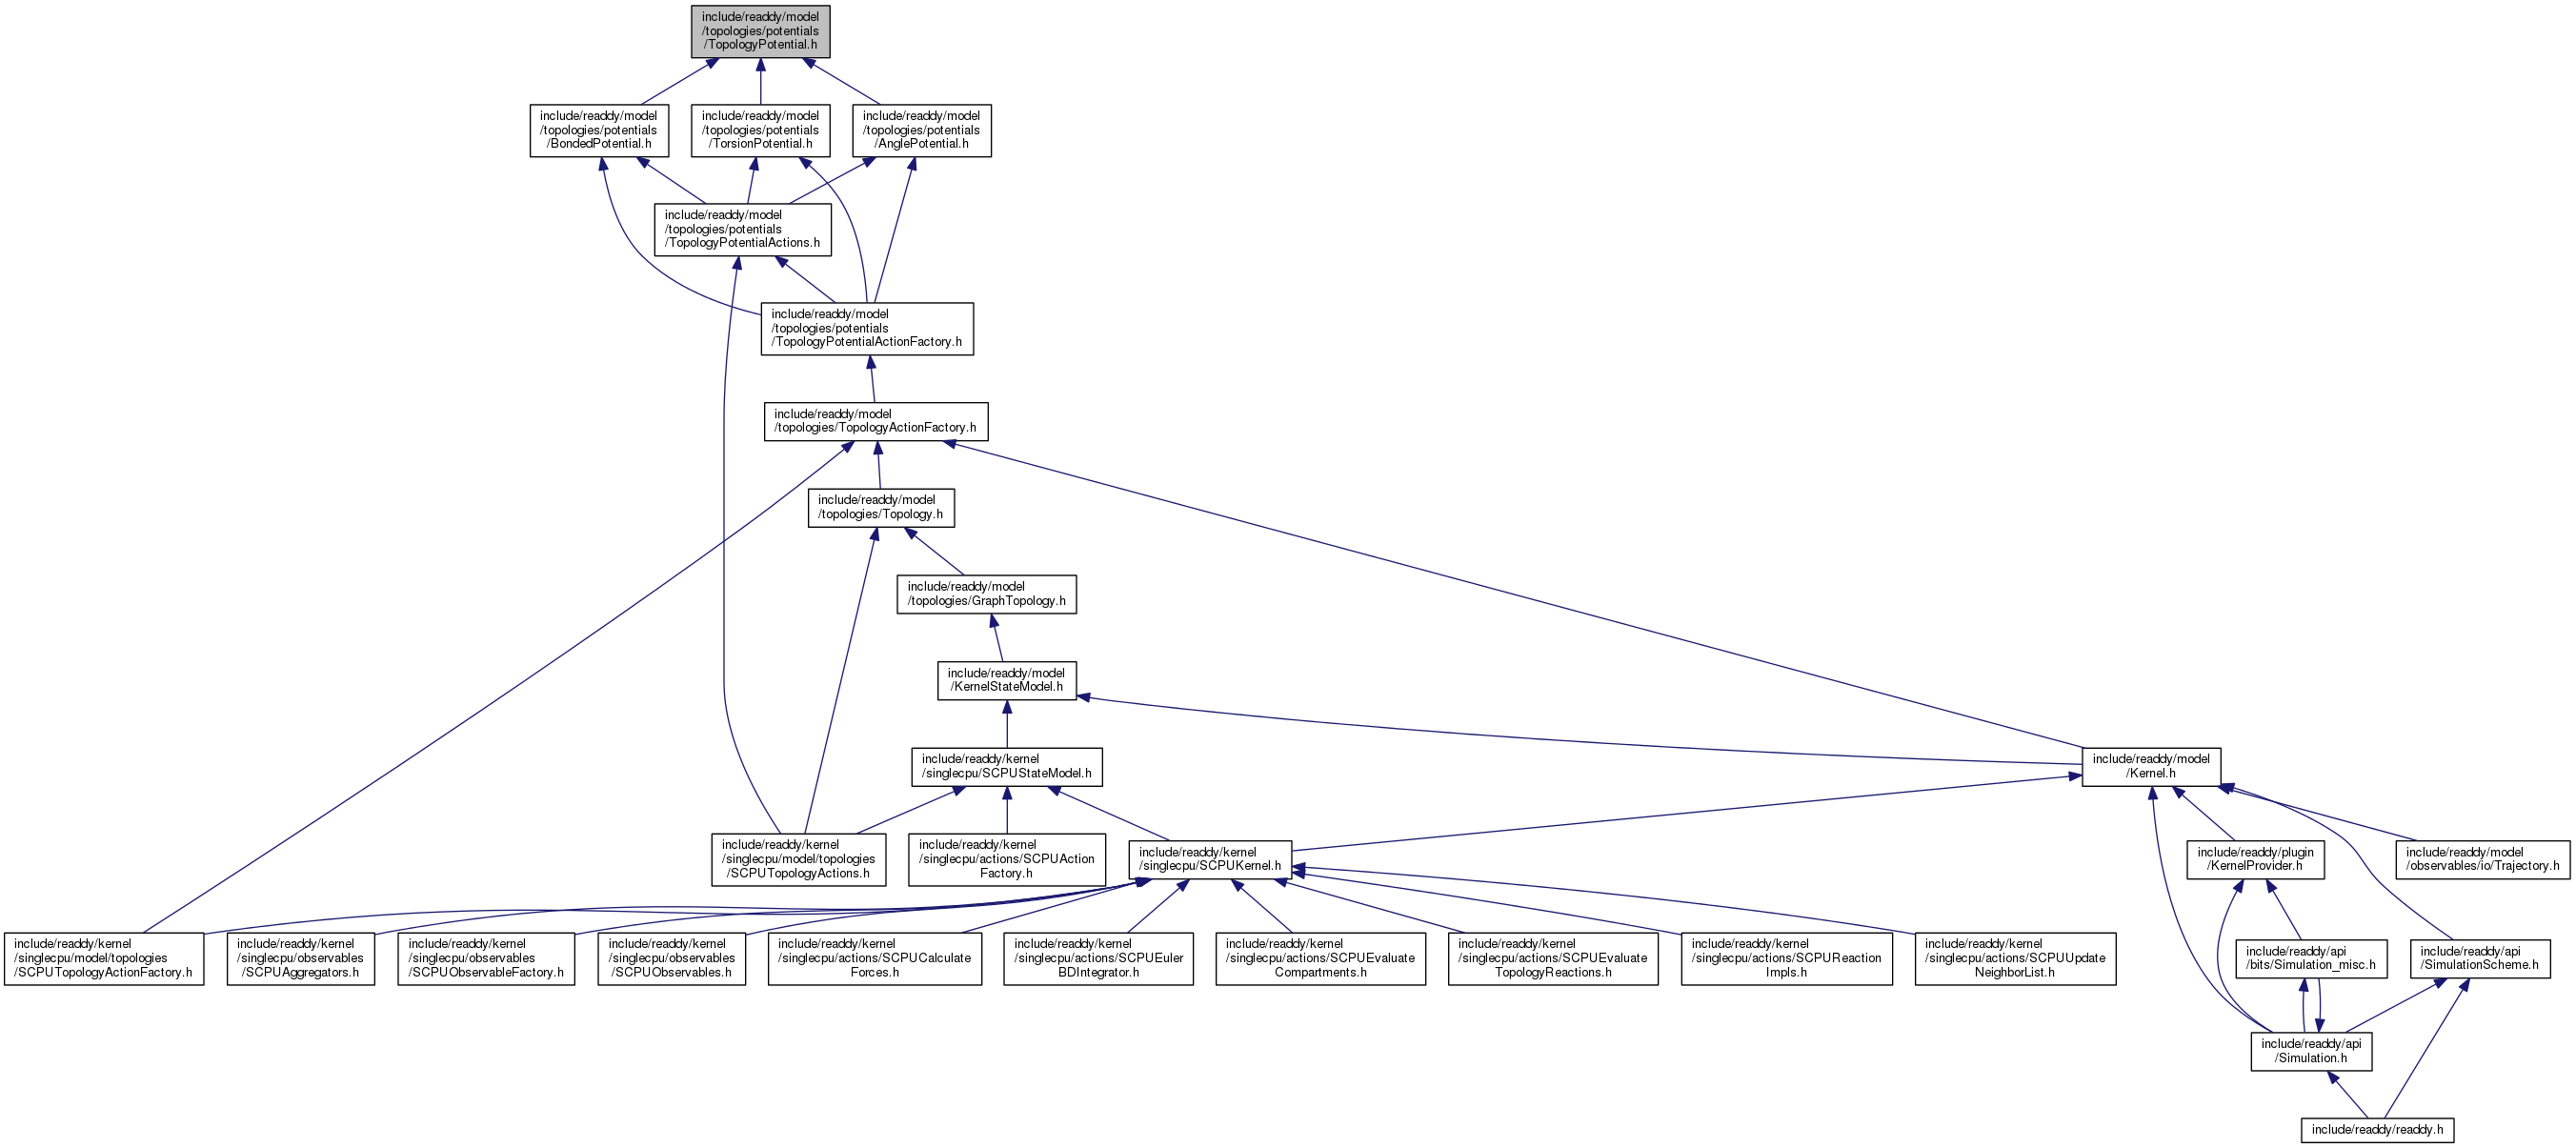 include/readdy/model
/topologies/potentials
/TopologyPotential.h
include/readdy/model
/topologies/potentials
/BondedPotential.h
include/readdy/model
/topologies/potentials
/TorsionPotential.h
include/readdy/model
/topologies/potentials
/AnglePotential.h
include/readdy/model
/topologies/potentials
/TopologyPotentialActions.h
include/readdy/model
/topologies/potentials
/TopologyPotentialActionFactory.h
include/readdy/model
/topologies/TopologyActionFactory.h
include/readdy/model
/topologies/Topology.h
include/readdy/model
/topologies/GraphTopology.h
include/readdy/model
/KernelStateModel.h
include/readdy/kernel
/singlecpu/SCPUStateModel.h
include/readdy/model
/Kernel.h
include/readdy/kernel
/singlecpu/model/topologies
/SCPUTopologyActions.h
include/readdy/kernel
/singlecpu/actions/SCPUAction
Factory.h
include/readdy/kernel
/singlecpu/SCPUKernel.h
include/readdy/plugin
/KernelProvider.h
include/readdy/model
/observables/io/Trajectory.h
include/readdy/kernel
/singlecpu/model/topologies
/SCPUTopologyActionFactory.h
include/readdy/kernel
/singlecpu/observables
/SCPUAggregators.h
include/readdy/kernel
/singlecpu/observables
/SCPUObservableFactory.h
include/readdy/kernel
/singlecpu/observables
/SCPUObservables.h
include/readdy/kernel
/singlecpu/actions/SCPUCalculate
Forces.h
include/readdy/kernel
/singlecpu/actions/SCPUEuler
BDIntegrator.h
include/readdy/kernel
/singlecpu/actions/SCPUEvaluate
Compartments.h
include/readdy/kernel
/singlecpu/actions/SCPUEvaluate
TopologyReactions.h
include/readdy/kernel
/singlecpu/actions/SCPUReaction
Impls.h
include/readdy/kernel
/singlecpu/actions/SCPUUpdate
NeighborList.h
include/readdy/api
/bits/Simulation_misc.h
include/readdy/api
/SimulationScheme.h
include/readdy/api
/Simulation.h
include/readdy/readdy.h